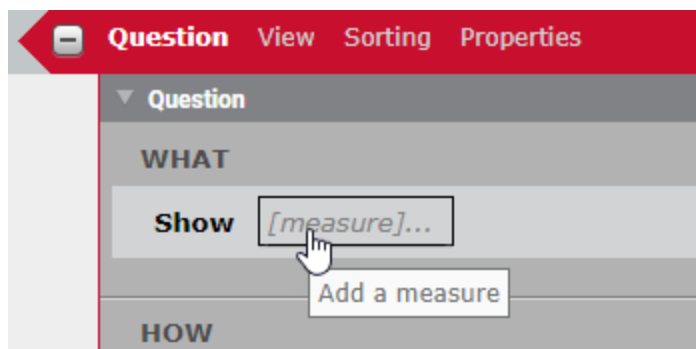 Question View Sorting Properties
Question
WHAT
Show [measure]...
Add a measure
HOW